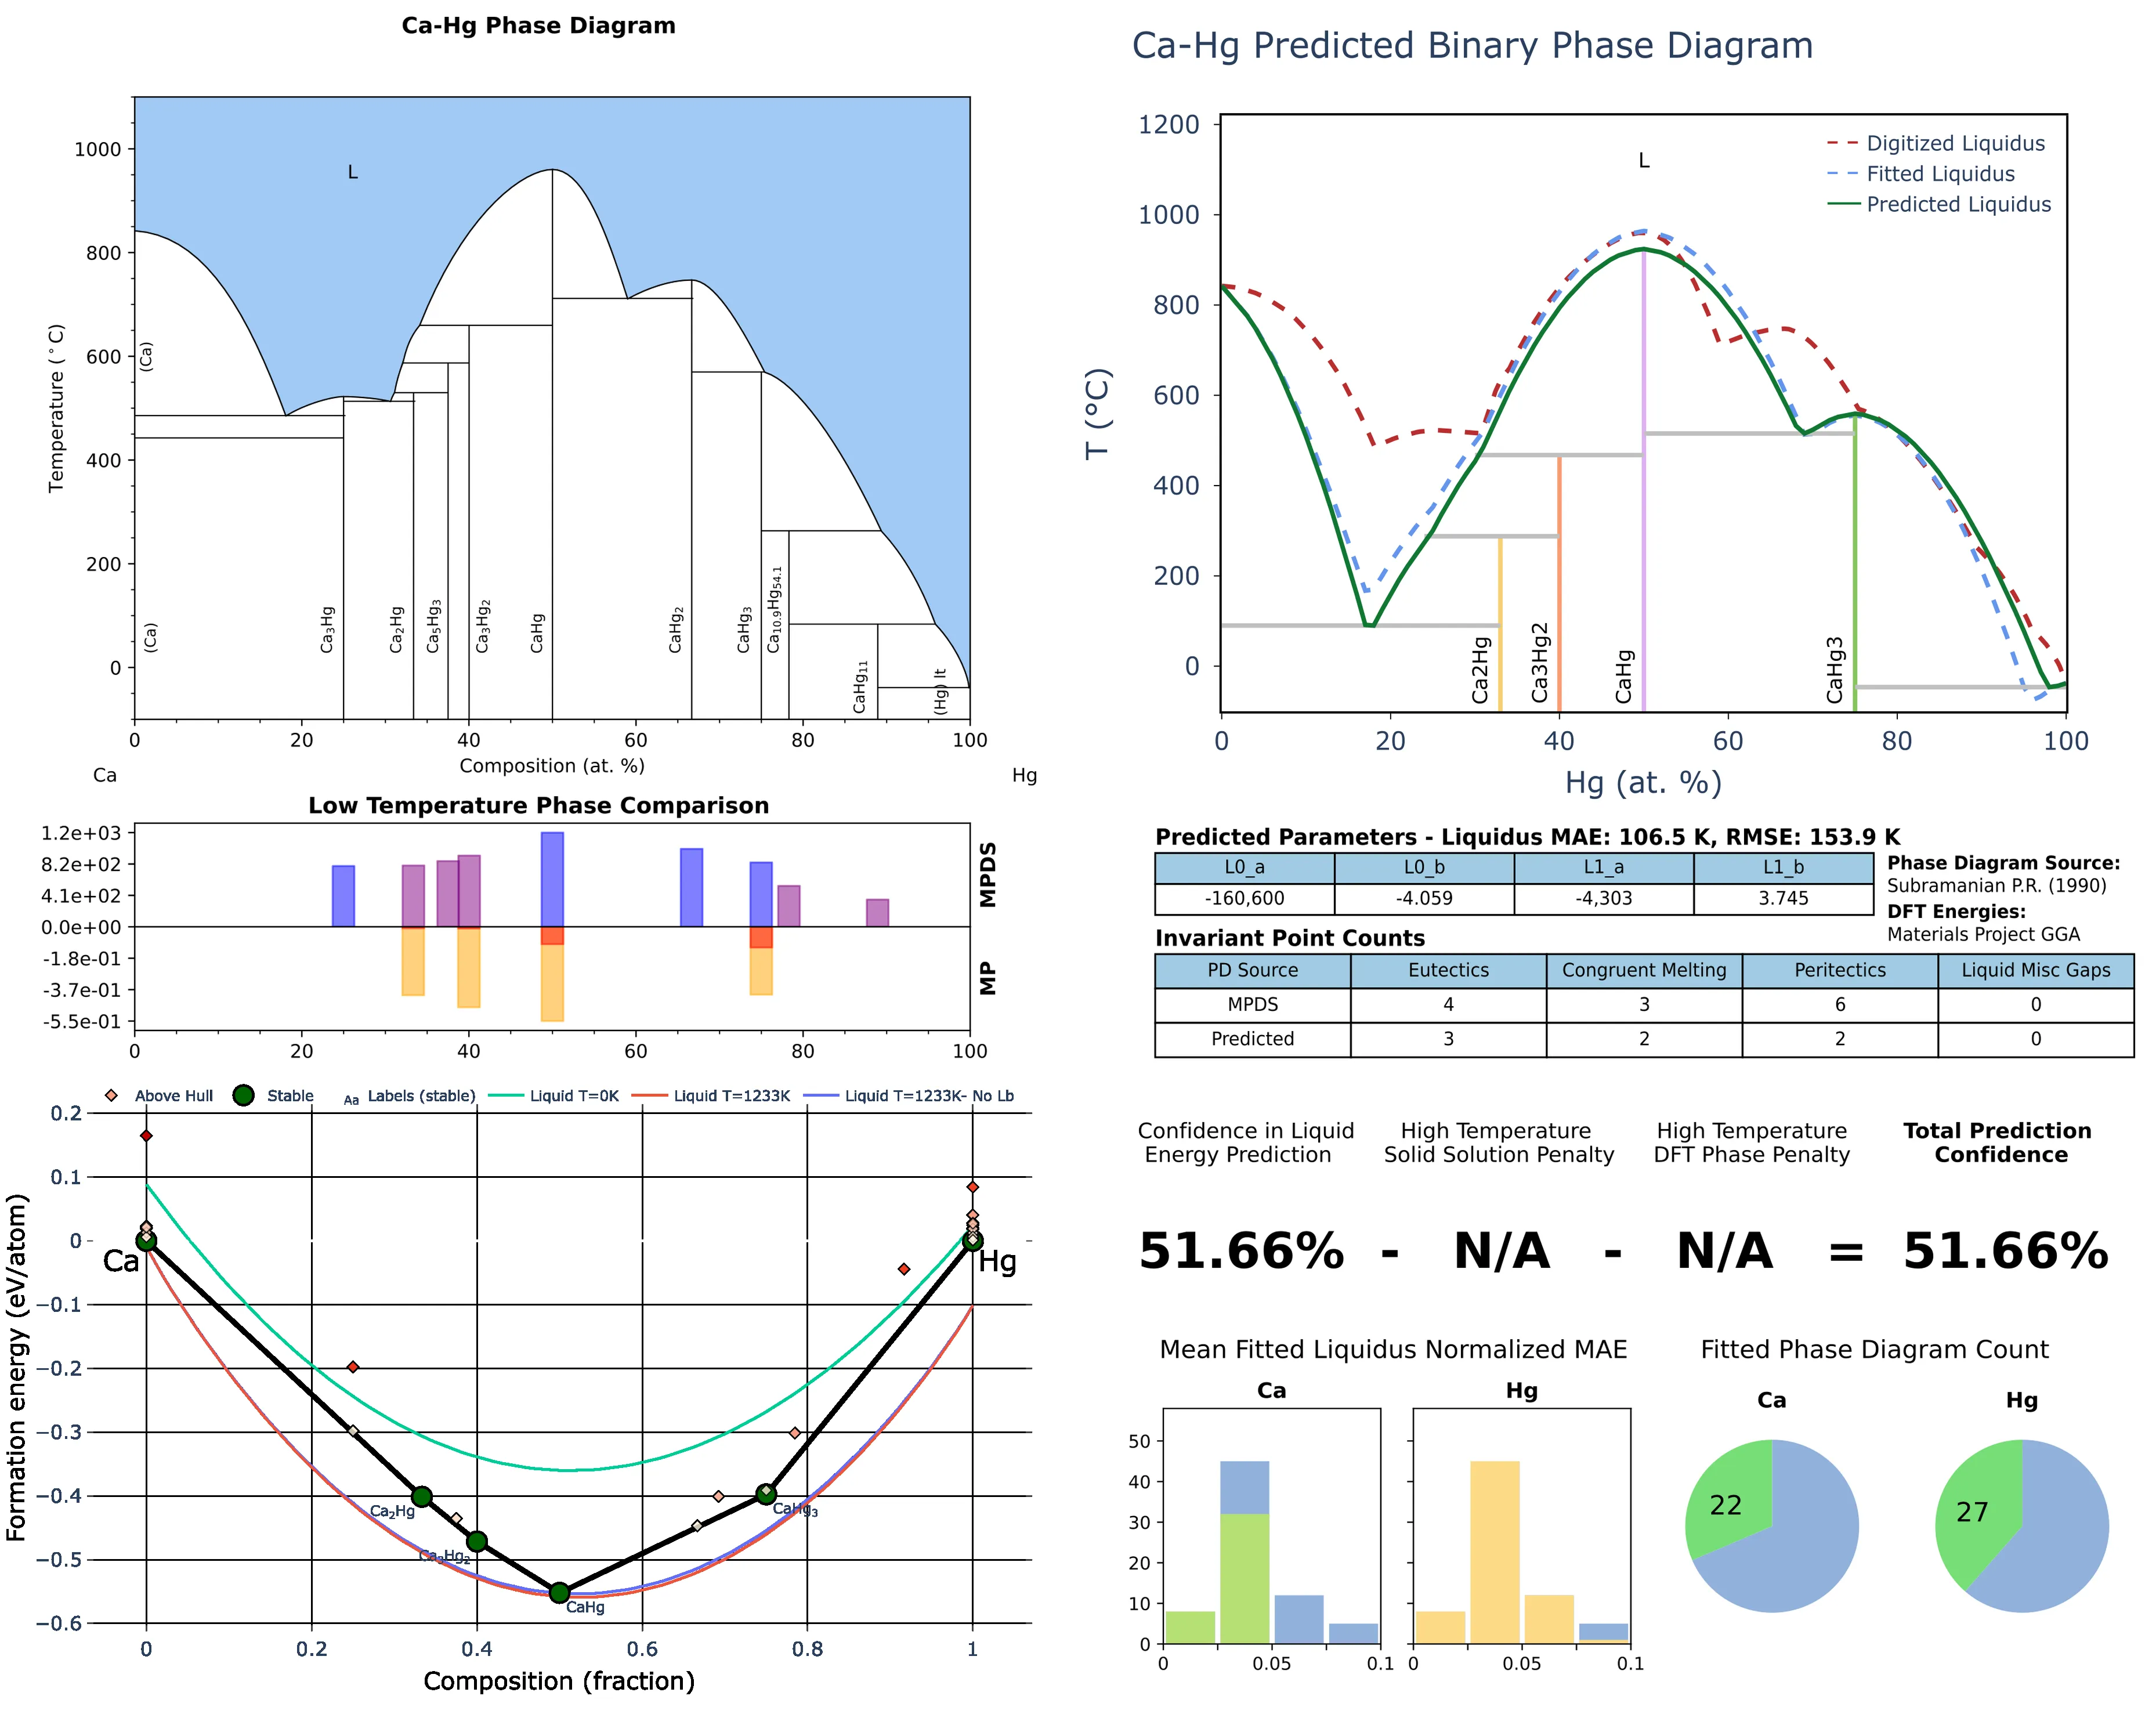 Ca-Hg Phase Diagram
Temperature (°C)
1000
800
600
400
200
0
L
(Ca)
(Ca)
Ca₃Hg
Ca₂Hg
Ca₅Hg₃
Ca₃Hg₂
CaHg
CaHg₂
CaHg₃
Ca₁₀.₉Hg₅₄.₁
CaHg₁₁
(Hg) lt
0 20 40 60 80 100
Composition (at. %)
Ca Hg
Low Temperature Phase Comparison
1.2e+03
8.2e+02
4.1e+02
0.0e+00
-1.8e-01
-3.7e-01
-5.5e-01
MPDS
MP
0 20 40 60 80 100
Above Hull Stable Aa Labels (stable) Liquid T=0K Liquid T=1233K Liquid T=1233K- No Lb
Formation energy (eV/atom)
0.2
0.1
0
−0.1
−0.2
−0.3
−0.4
−0.5
−0.6
Ca
Hg
Ca₂Hg
Ca₃Hg₂
CaHg
CaHg₃
0 0.2 0.4 0.6 0.8 1
Composition (fraction)
Ca-Hg Predicted Binary Phase Diagram
T (°C)
1200
1000
800
600
400
200
0
L
Digitized Liquidus
Fitted Liquidus
Predicted Liquidus
Ca2Hg
Ca3Hg2
CaHg
CaHg3
0 20 40 60 80 100
Hg (at. %)
Predicted Parameters - Liquidus MAE: 106.5 K, RMSE: 153.9 K
L0_a L0_b L1_a L1_b
-160,600 -4.059 -4,303 3.745
Phase Diagram Source:
Subramanian P.R. (1990)
DFT Energies:
Materials Project GGA
Invariant Point Counts
PD Source Eutectics Congruent Melting Peritectics Liquid Misc Gaps
MPDS 4 3 6 0
Predicted 3 2 2 0
Confidence in Liquid
Energy Prediction
High Temperature
Solid Solution Penalty
High Temperature
DFT Phase Penalty
Total Prediction
Confidence
51.66% - N/A - N/A = 51.66%
Mean Fitted Liquidus Normalized MAE
Ca
Hg
50
40
30
20
10
0
0 0.05 0.1
0 0.05 0.1
Fitted Phase Diagram Count
Ca
Hg
22
27